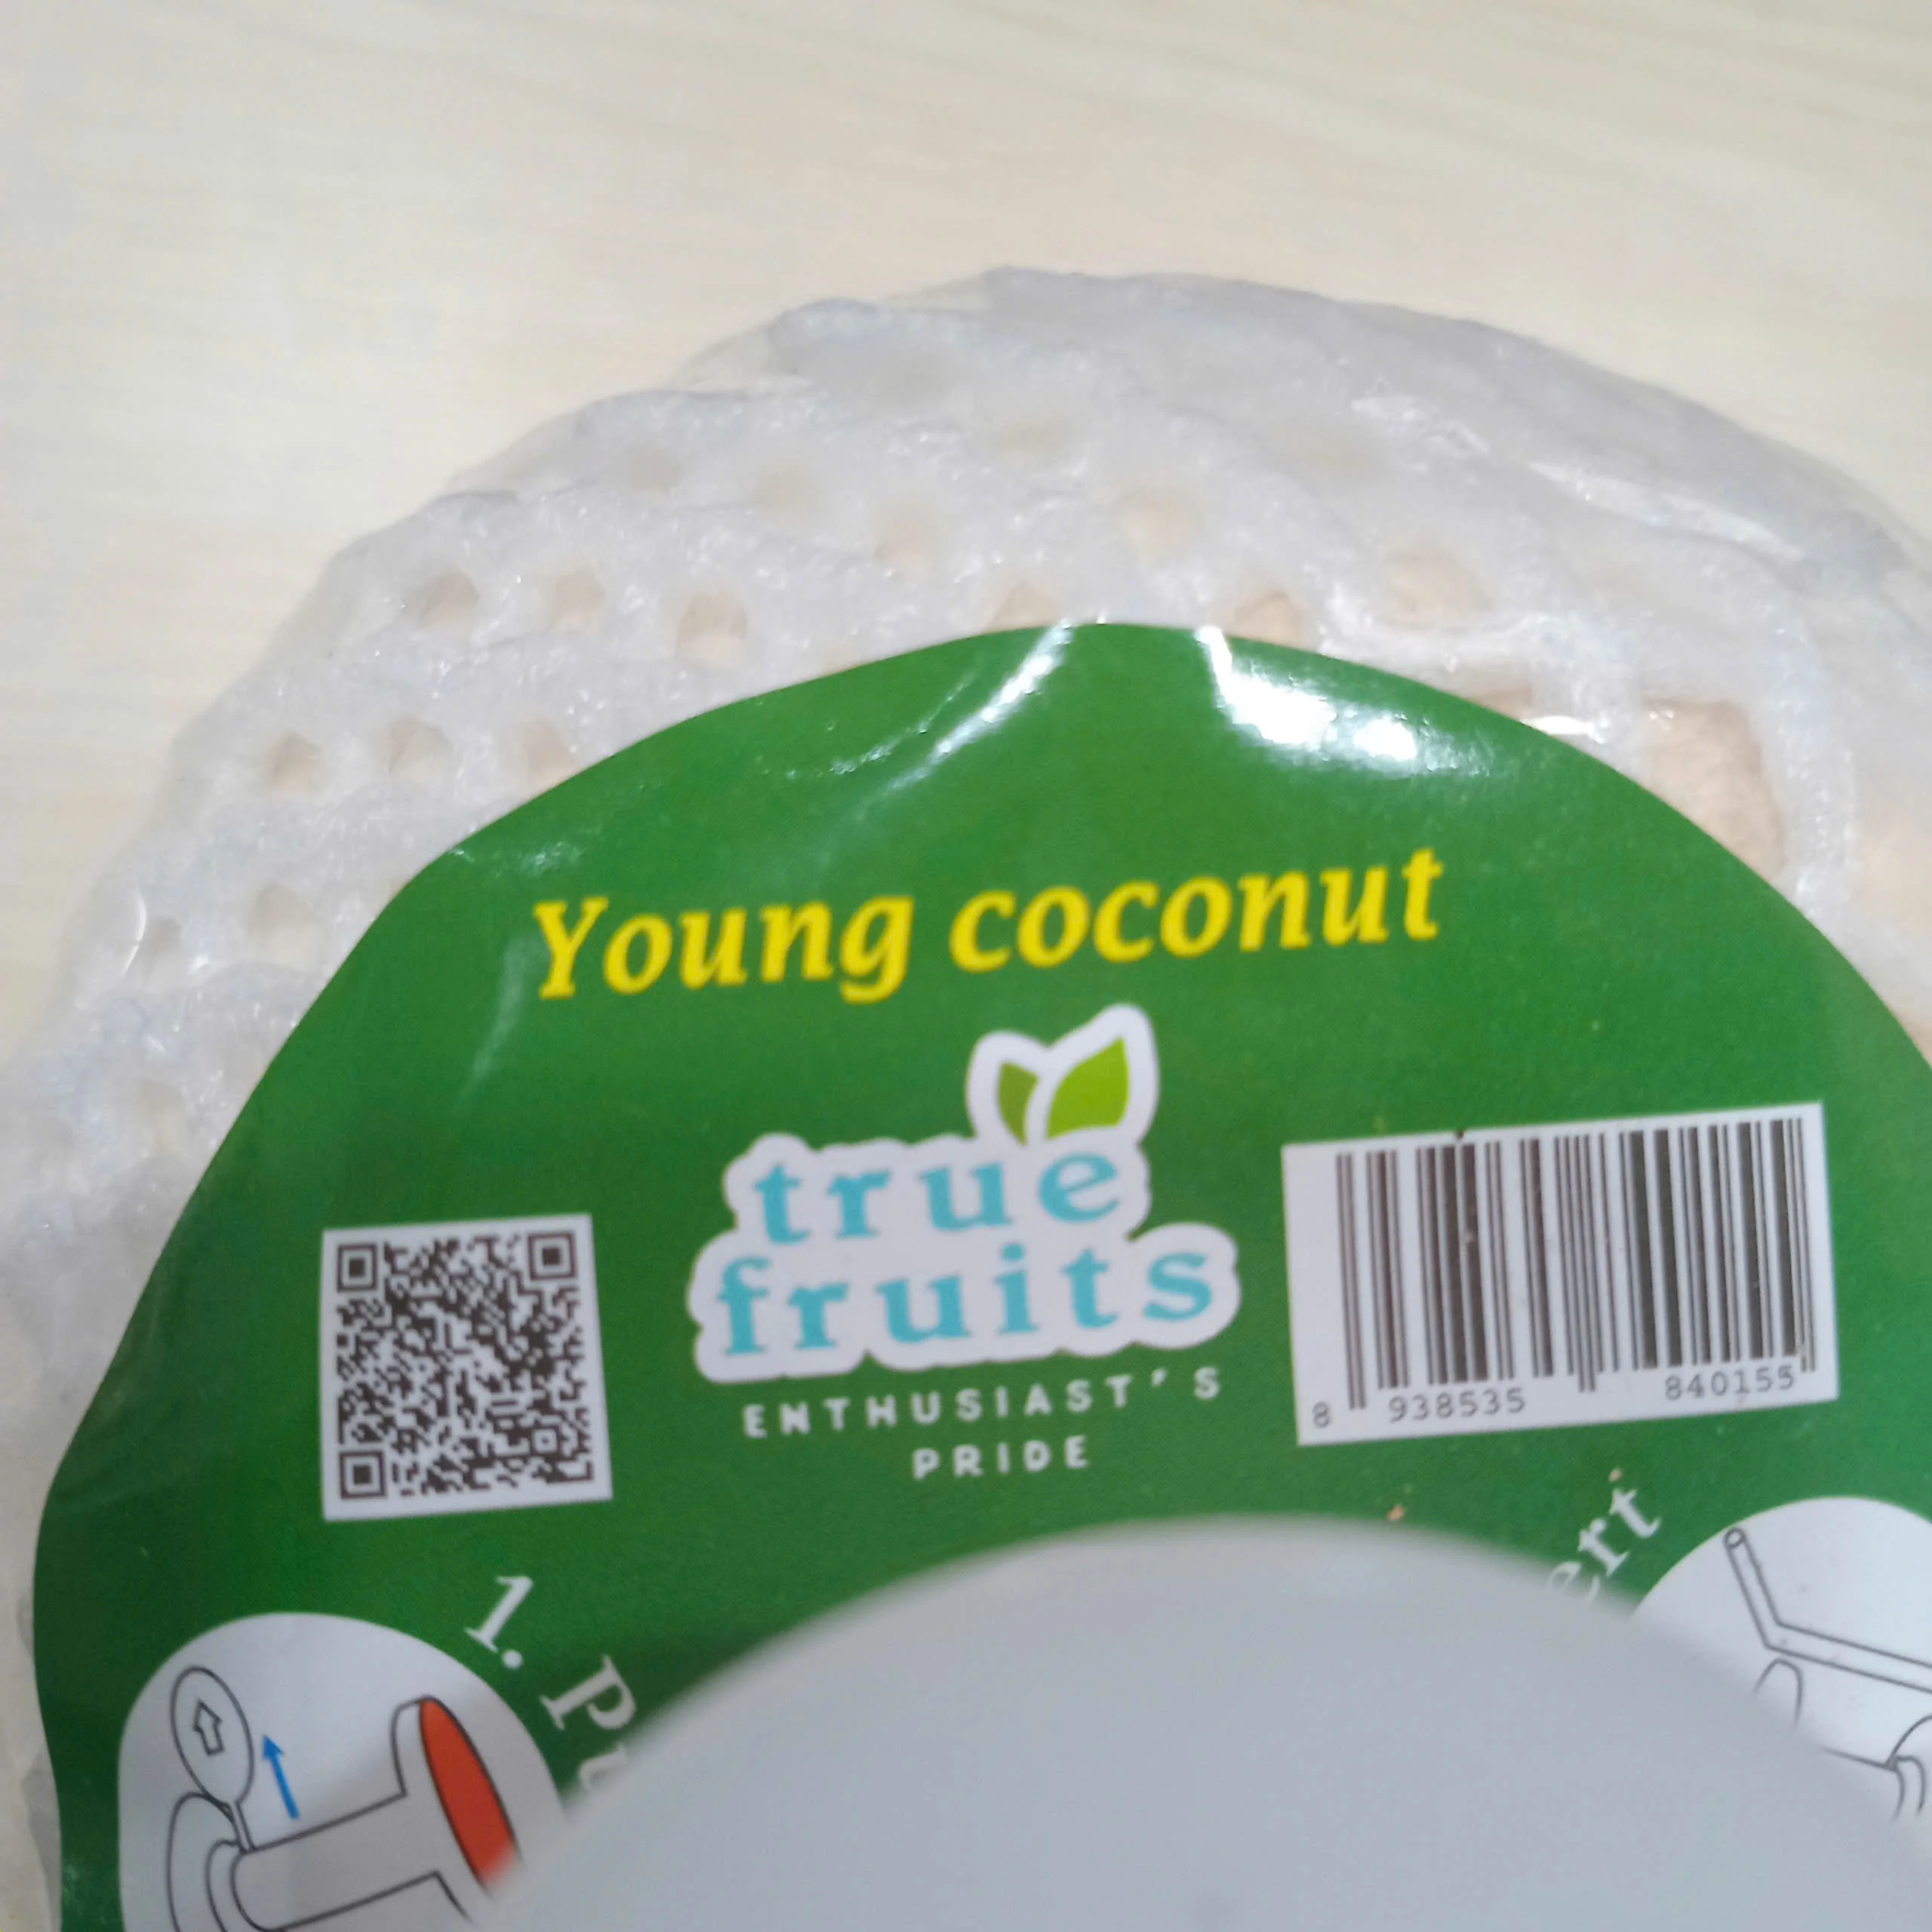 Young coconut
true
fruits
ENTHUSIAST'S
PRIDE
8 938535 840155
1.